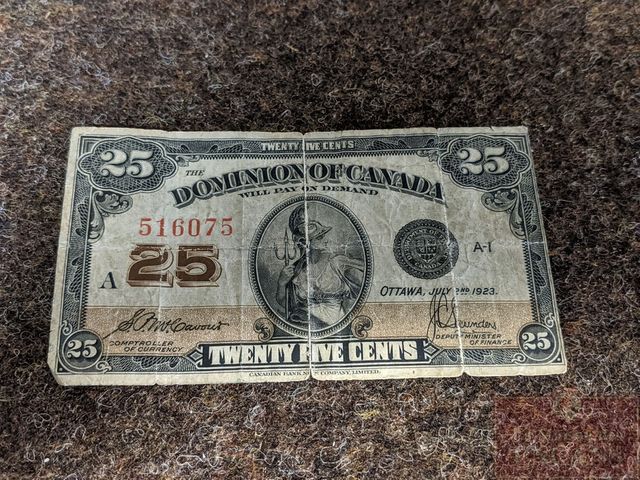 TWENTY FIVE CENTS
25 25
THE
DOMINION OF CANADA
WILL PAY ON DEMAND
516075
A-1
A 25
OTTAWA, JULY 2ND 1923.
COMPTROLLER
OF CURRENCY
DEPUTY MINISTER
OF FINANCE
25 25
TWENTY FIVE CENTS
CANADIAN BANK NOTE COMPANY, LIMITED.